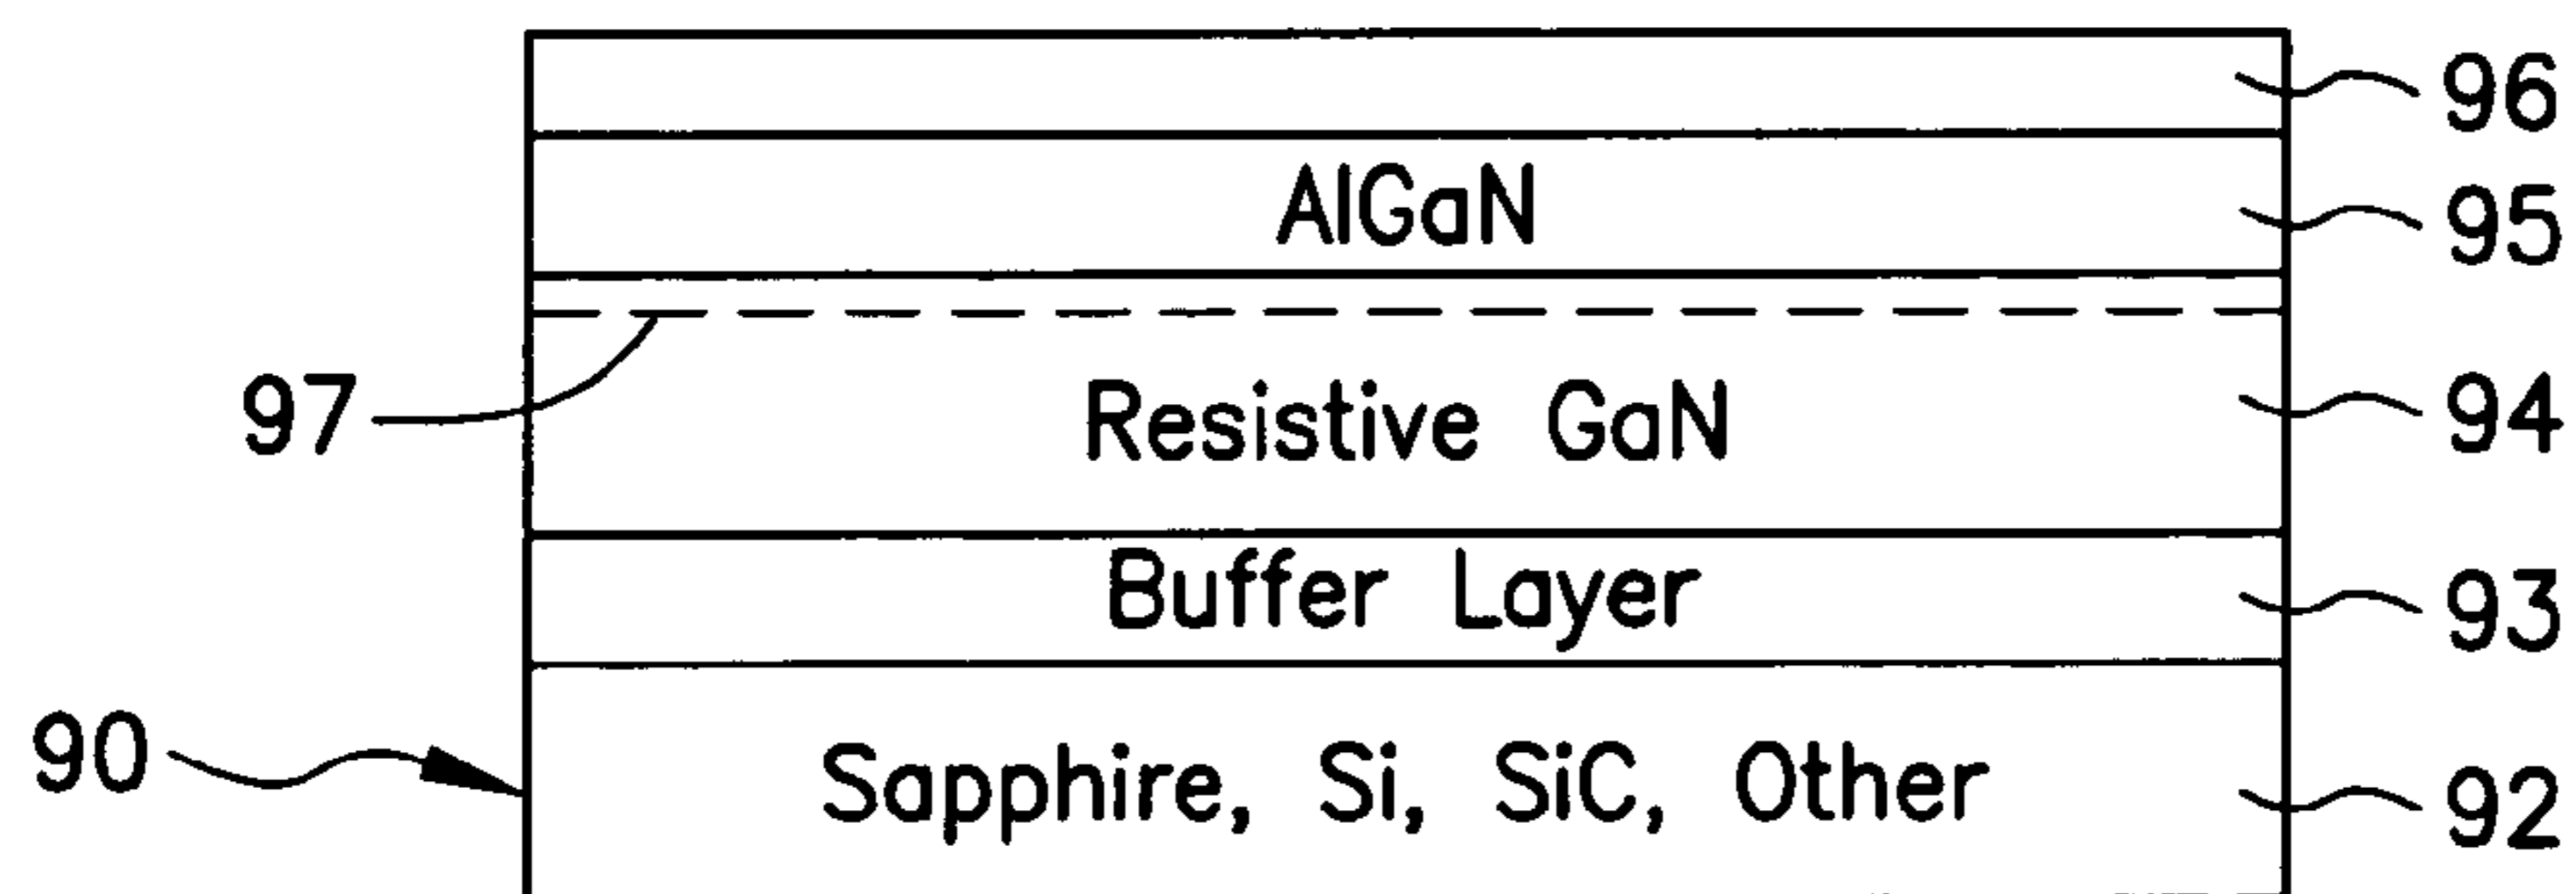 96
AlGaN 95
97 Resistive GaN 94
Buffer Layer 93
90 Sapphire, Si, SiC, Other 92